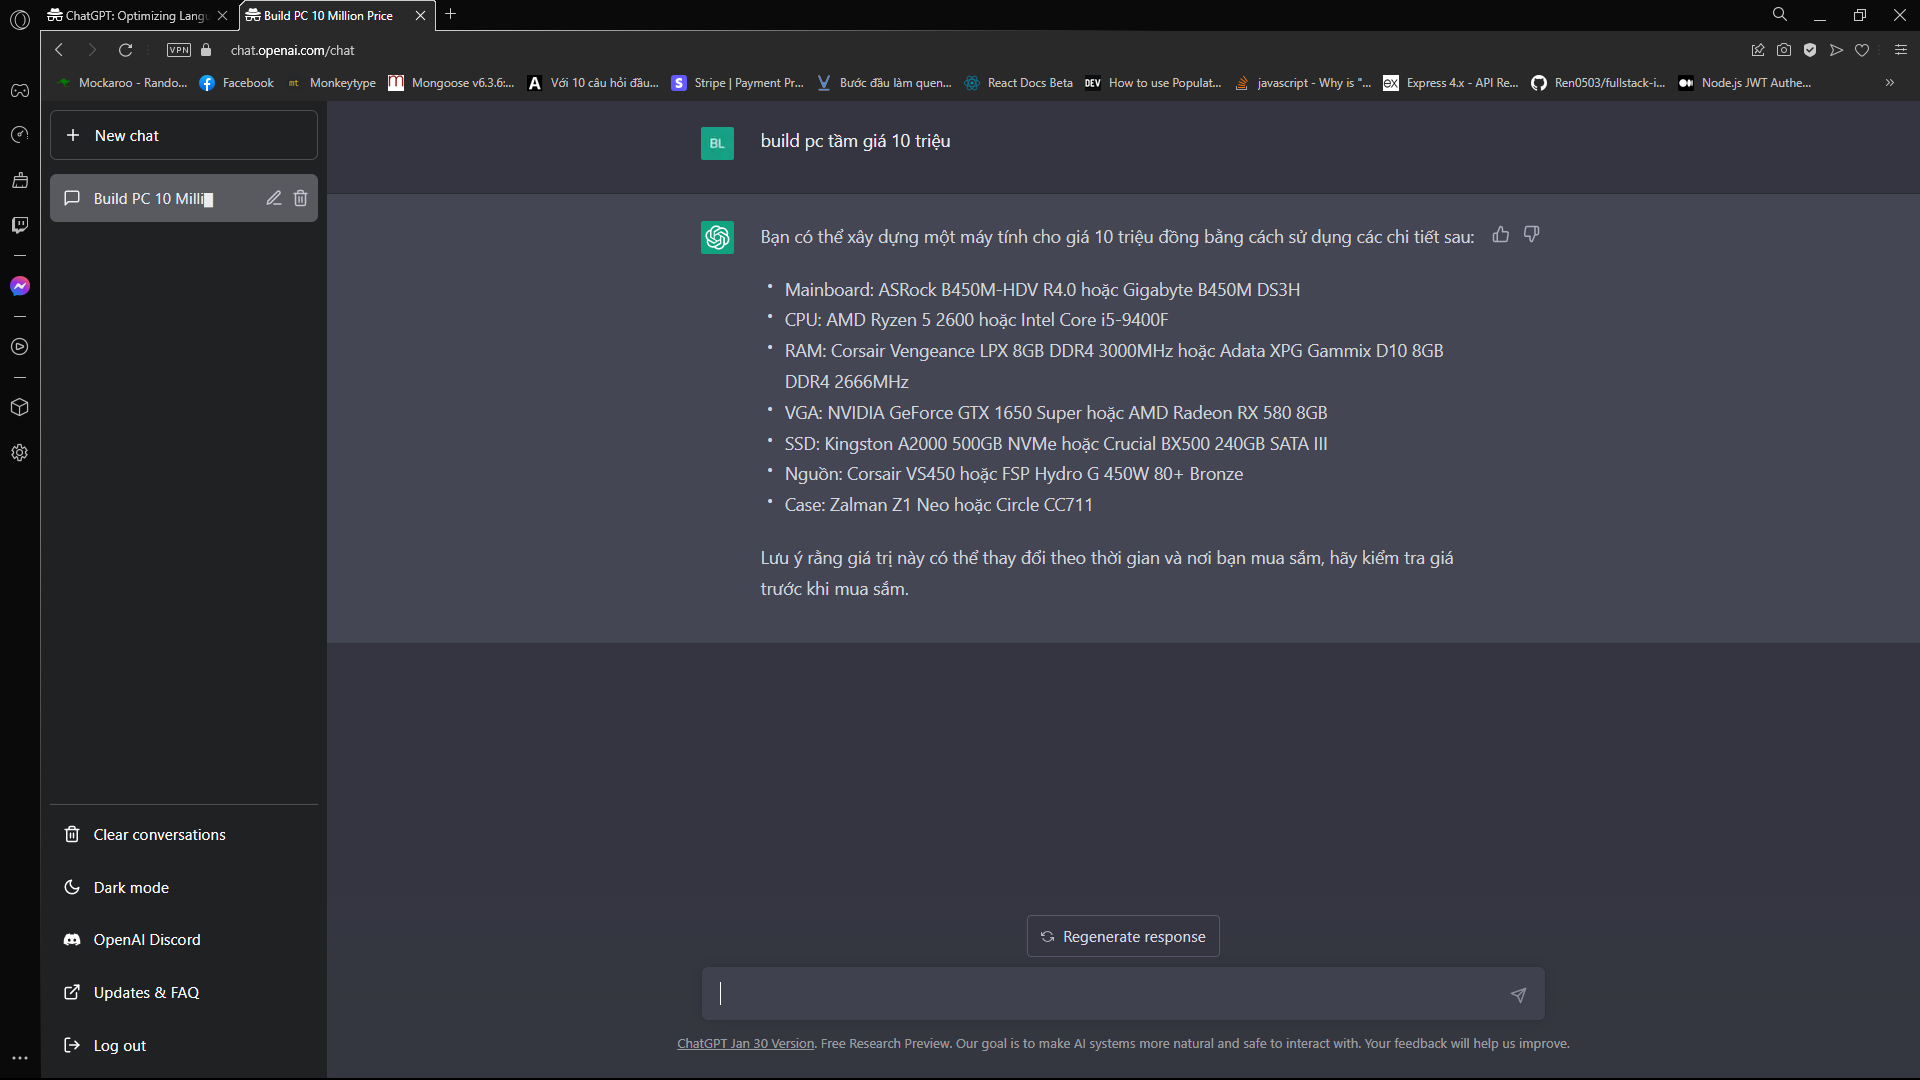 ChatGPT: Optimizing Langu
Build PC 10 Million Price
VPN
chat.openai.com/chat
Mockaroo - Rando...
Facebook
mt Monkeytype
m Mongoose v6.3.6:...
A Với 10 câu hỏi đầu...
S Stripe | Payment Pr...
V Bước đầu làm quen...
React Docs Beta
DEV How to use Populat...
javascript - Why is "...
ex Express 4.x - API Re...
Ren0503/fullstack-i...
Node.js JWT Authe...
New chat
Build PC 10 Milli
BL
build pc tầm giá 10 triệu
Bạn có thể xây dựng một máy tính cho giá 10 triệu đồng bằng cách sử dụng các chi tiết sau:
• Mainboard: ASRock B450M-HDV R4.0 hoặc Gigabyte B450M DS3H
• CPU: AMD Ryzen 5 2600 hoặc Intel Core i5-9400F
• RAM: Corsair Vengeance LPX 8GB DDR4 3000MHz hoặc Adata XPG Gammix D10 8GB
DDR4 2666MHz
• VGA: NVIDIA GeForce GTX 1650 Super hoặc AMD Radeon RX 580 8GB
• SSD: Kingston A2000 500GB NVMe hoặc Crucial BX500 240GB SATA III
• Nguồn: Corsair VS450 hoặc FSP Hydro G 450W 80+ Bronze
• Case: Zalman Z1 Neo hoặc Circle CC711
Lưu ý rằng giá trị này có thể thay đổi theo thời gian và nơi bạn mua sắm, hãy kiểm tra giá
trước khi mua sắm.
Clear conversations
Dark mode
OpenAI Discord
Updates & FAQ
Log out
Regenerate response
ChatGPT Jan 30 Version. Free Research Preview. Our goal is to make AI systems more natural and safe to interact with. Your feedback will help us improve.